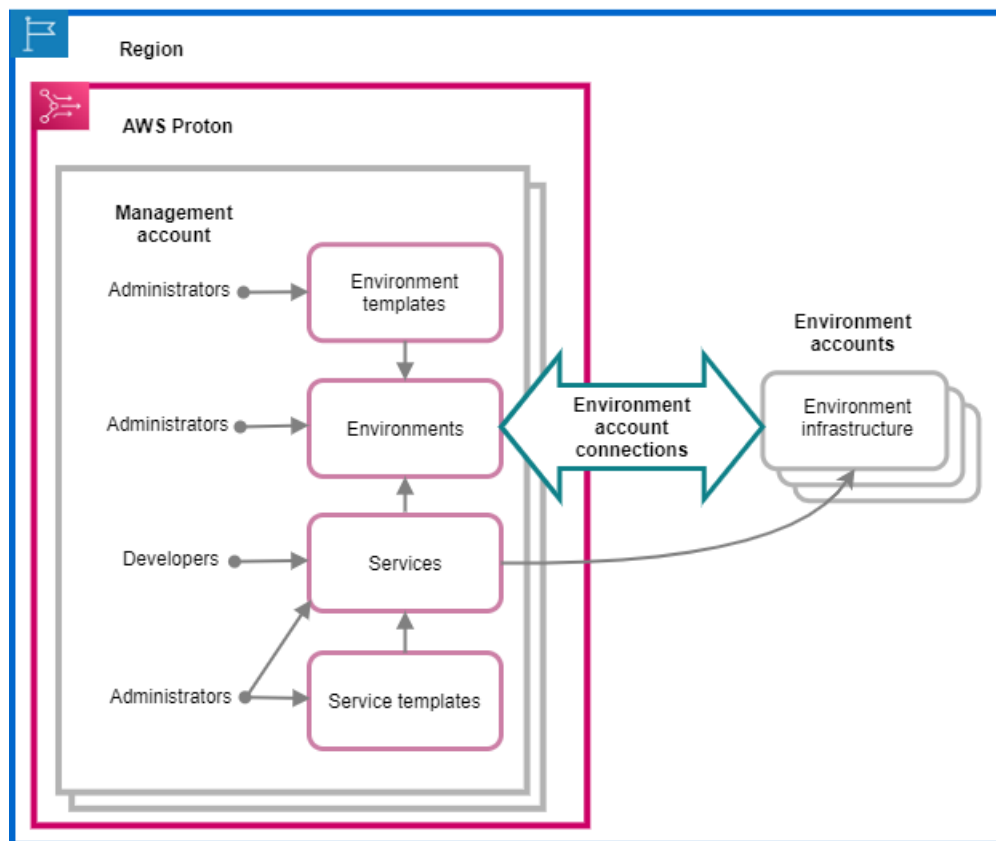 Region
AWS Proton
Management
account
Administrators
Environment
templates
Environment
accounts
Administrators
Environments
Environment
account
connections
Environment
infrastructure
Developers
Services
Administrators
Service templates